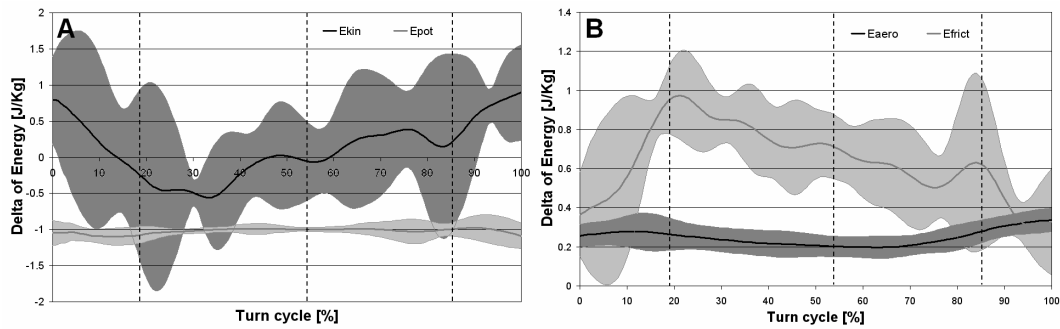 A
Ekin Epot
Delta of Energy [J/Kg]
2
1.5
1
0.5
0
-0.5
-1
-1.5
-2
0 10 20 30 40 50 60 70 80 90 100
Turn cycle [%]
B
Eaero Efrict
Delta of Energy [J/Kg]
1.4
1.2
1
0.8
0.6
0.4
0.2
0
0 10 20 30 40 50 60 70 80 90 100
Turn cycle [%]